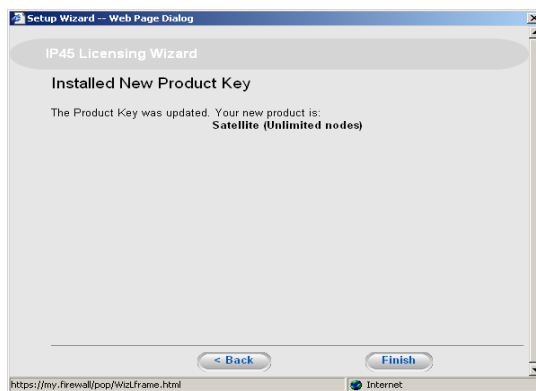 Setup Wizard -- Web Page Dialog
IP45 Licensing Wizard
Installed New Product Key
The Product Key was updated. Your new product is:
Satellite (Unlimited nodes)
< Back
Finish
https://my.firewall/pop/WizLframe.html
Internet